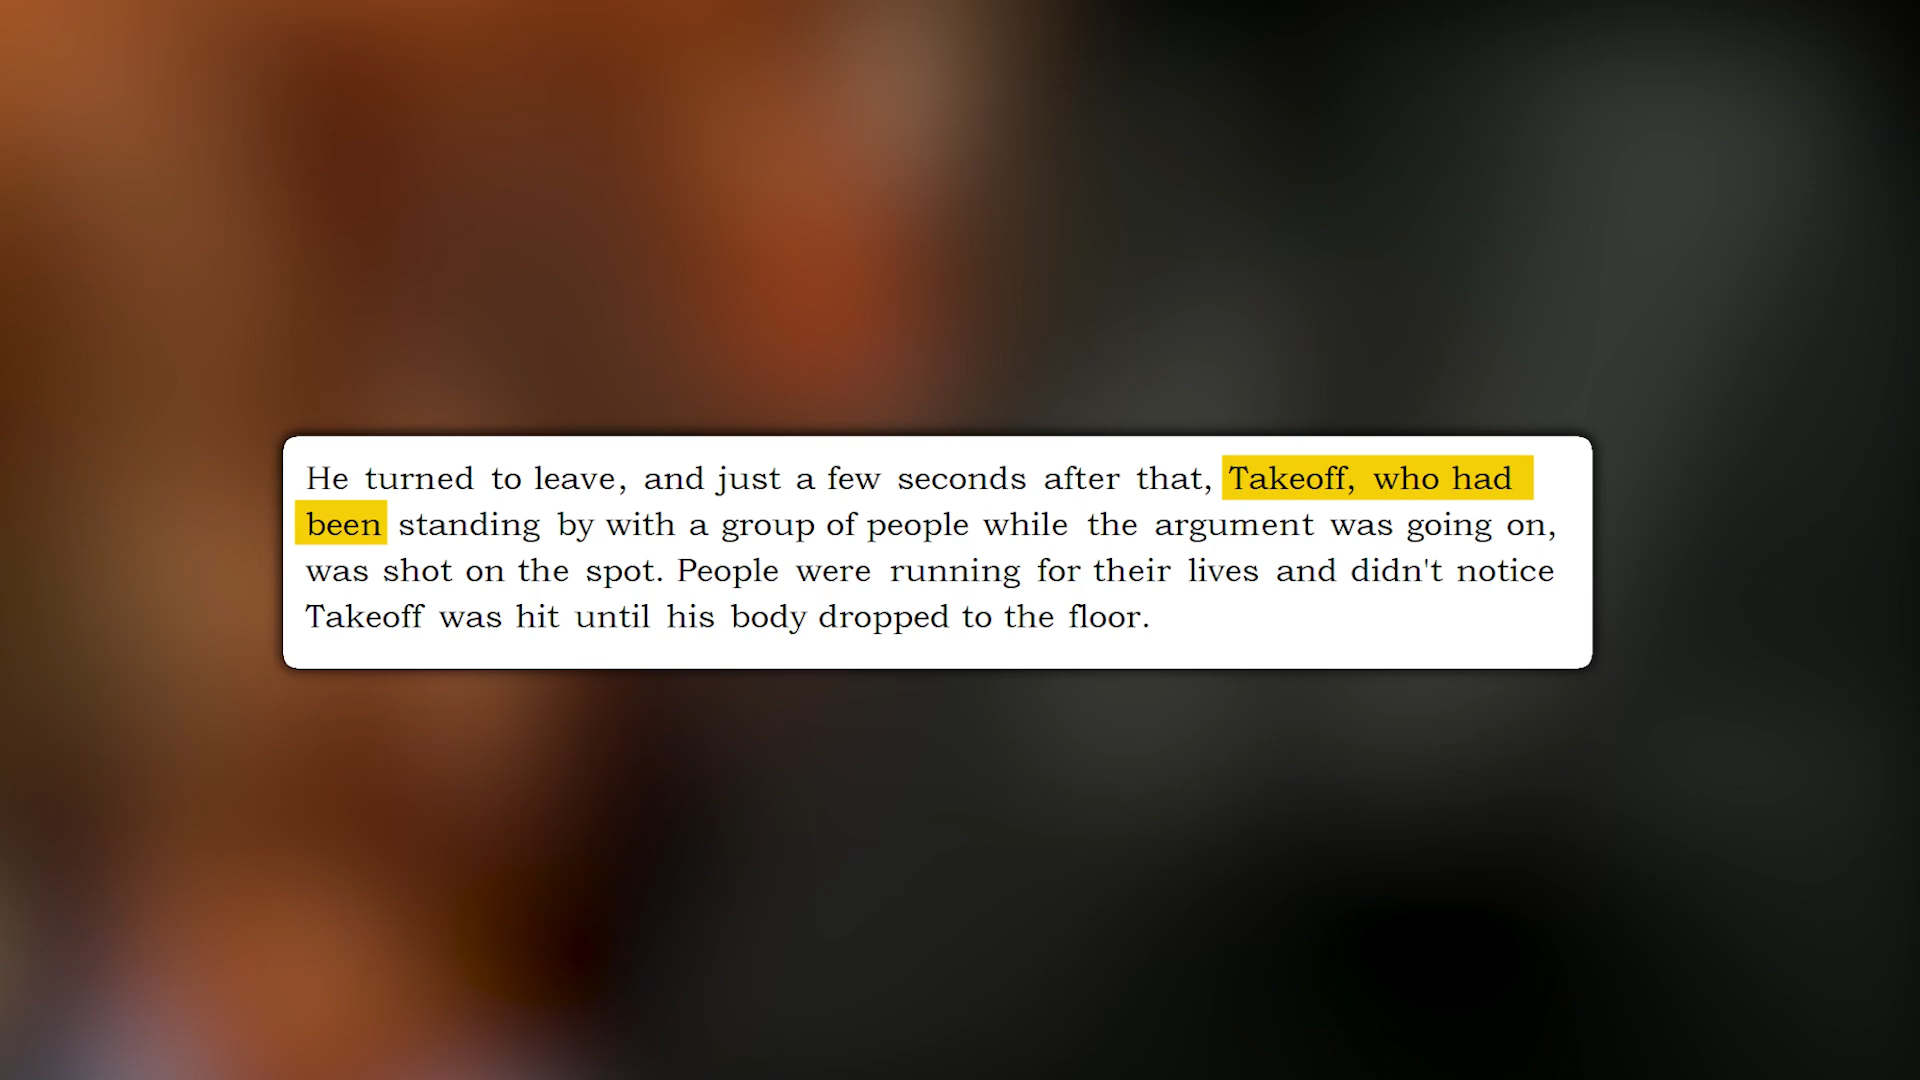 He turned to leave, and just a few seconds after that, Takeoff, who had
been standing by with a group of people while the argument was going on,
was shot on the spot. People were running for their lives and didn't notice
Takeoff was hit until his body dropped to the floor.